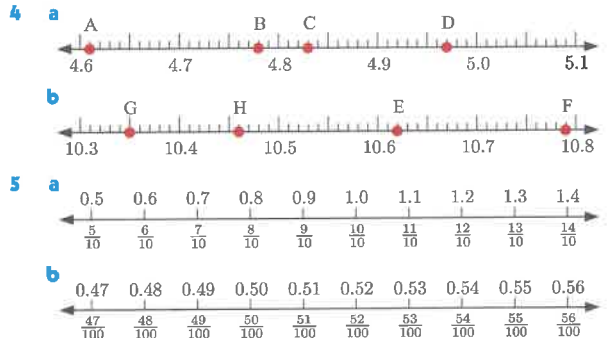 4 a
A B C D
4.6 4.7 4.8 4.9 5.0 5.1
b
G H E F
10.3 10.4 10.5 10.6 10.7 10.8
5 a
0.5 0.6 0.7 0.8 0.9 1.0 1.1 1.2 1.3 1.4
5/10 6/10 7/10 8/10 9/10 10/10 11/10 12/10 13/10 14/10
b
0.47 0.48 0.49 0.50 0.51 0.52 0.53 0.54 0.55 0.56
47/100 48/100 49/100 50/100 51/100 52/100 53/100 54/100 55/100 56/100